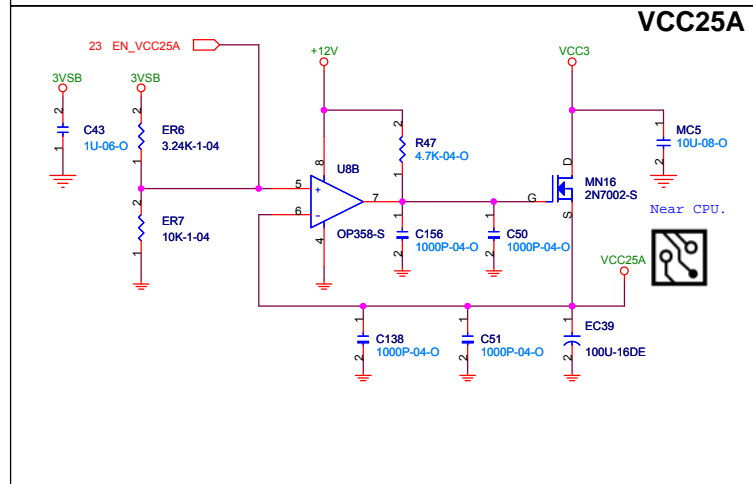 VCC25A
23 EN_VCC25A
+12V
VCC3
3VSB
3VSB
2
C43
1U-06-O
1
2
ER6
3.24K-1-04
1
2
R47
4.7K-04-O
1
1
MC5
10U-08-O
2
8
U8B
5
+
6
-
7
4
OP358-S
D
MN16
2N7002-S
G
S
Near CPU.
2
ER7
10K-1-04
1
1
C156
1000P-04-O
2
1
C50
1000P-04-O
2
VCC25A
1
C138
1000P-04-O
2
1
C51
1000P-04-O
2
1
EC39
100U-16DE
2